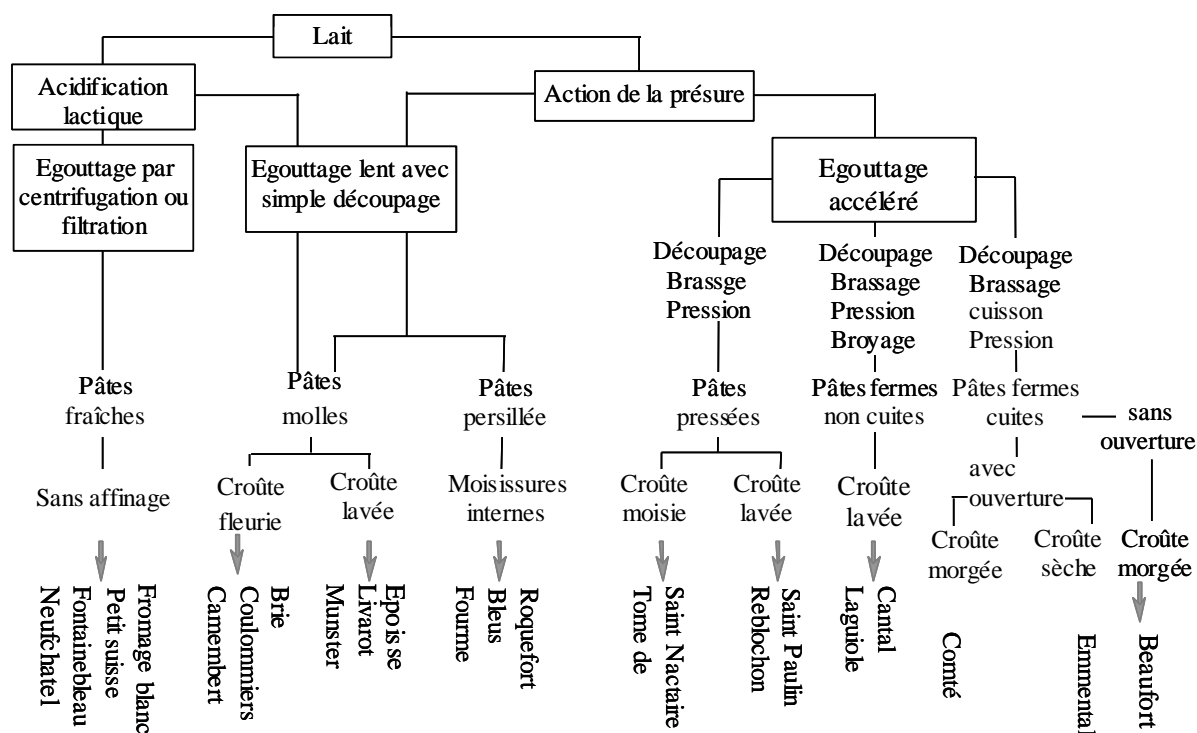 Lait
Acidification
lactique
Action de la présure
Egouttage par
centrifugation ou
filtration
Egouttage lent avec
simple découpage
Egouttage
accéléré
Découpage
Brassge
Pression
Découpage
Brassage
Pression
Broyage
Découpage
Brassage
cuisson
Pression
Pâtes
fraîches
Pâtes
molles
Pâtes
persillée
Pâtes
pressées
Pâtes fermes
non cuites
Pâtes fermes
cuites
sans
ouverture
avec
ouverture
Sans affinage
Croûte
fleurie
Croûte
lavée
Moisissures
internes
Croûte
moisie
Croûte
lavée
Croûte
lavée
Croûte
morgée
Croûte
sèche
Croûte
morgée
Fromage blanc
Petit suisse
Fontainebleau
Neufchatel
Brie
Coulommiers
Camembert
Epoisse
Livarot
Munster
Roquefort
Bleus
Fourme
Saint Nactaire
Tome de
Saint Paulin
Reblochon
Cantal
Laguiole
Comté
Emmental
Beaufort